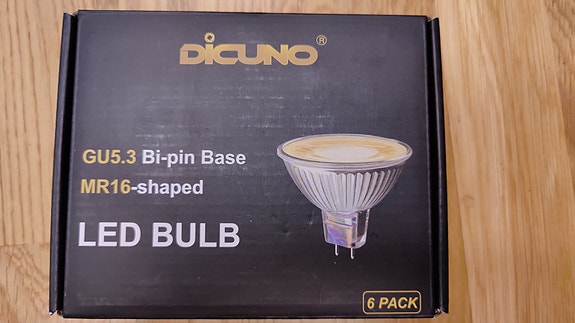 DiCUNO®
GU5.3 Bi-pin Base
MR16-shaped
LED BULB
6 PACK